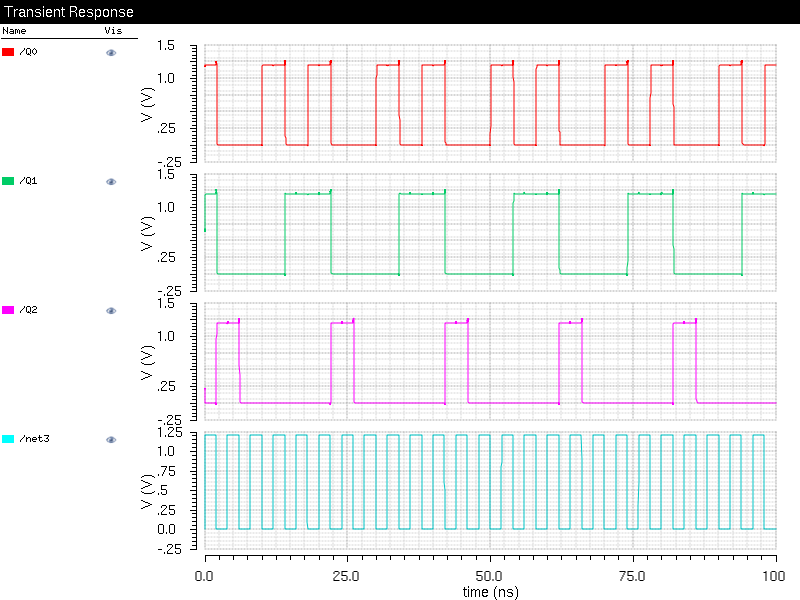 Transient Response
Name Vis
/Q0
1.5
1.0
.25
-.25
V (V)
/Q1
1.5
1.0
.25
-.25
V (V)
/Q2
1.5
1.0
.25
-.25
V (V)
/net3
1.25
1.0
.75
.5
.25
0.0
-.25
V (V)
0.0 25.0 50.0 75.0 100
time (ns)